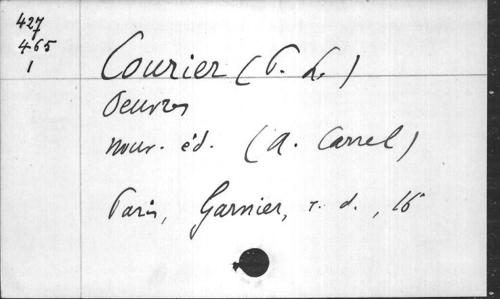 427
465
1
Courier (P. L.)
Oeuvres
nouv. éd. (A. Carrel)
Paris, Garnier, s. d., 16°